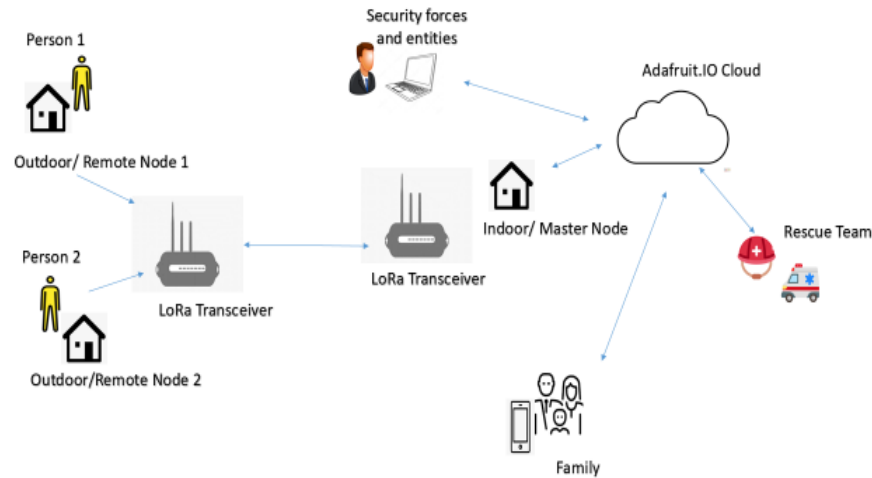 Security forces
and entities
Person 1
Adafruit.IO Cloud
Outdoor/ Remote Node 1
Indoor/ Master Node
Rescue Team
Person 2
LoRa Transceiver
LoRa Transceiver
Outdoor/Remote Node 2
Family